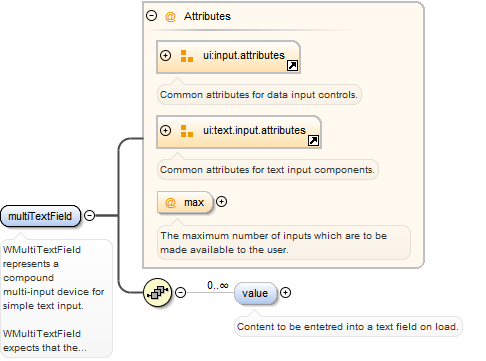 @ Attributes
ui:input.attributes
Common attributes for data input controls.
ui:text.input.attributes
Common attributes for text input components.
@ max
The maximum number of inputs which are to be
made available to the user.
multiTextField
WMultiTextField
represents a
compound
multi-input device for
simple text input.
WMultiTextField
expects that the...
0..∞
value
Content to be entetred into a text field on load.